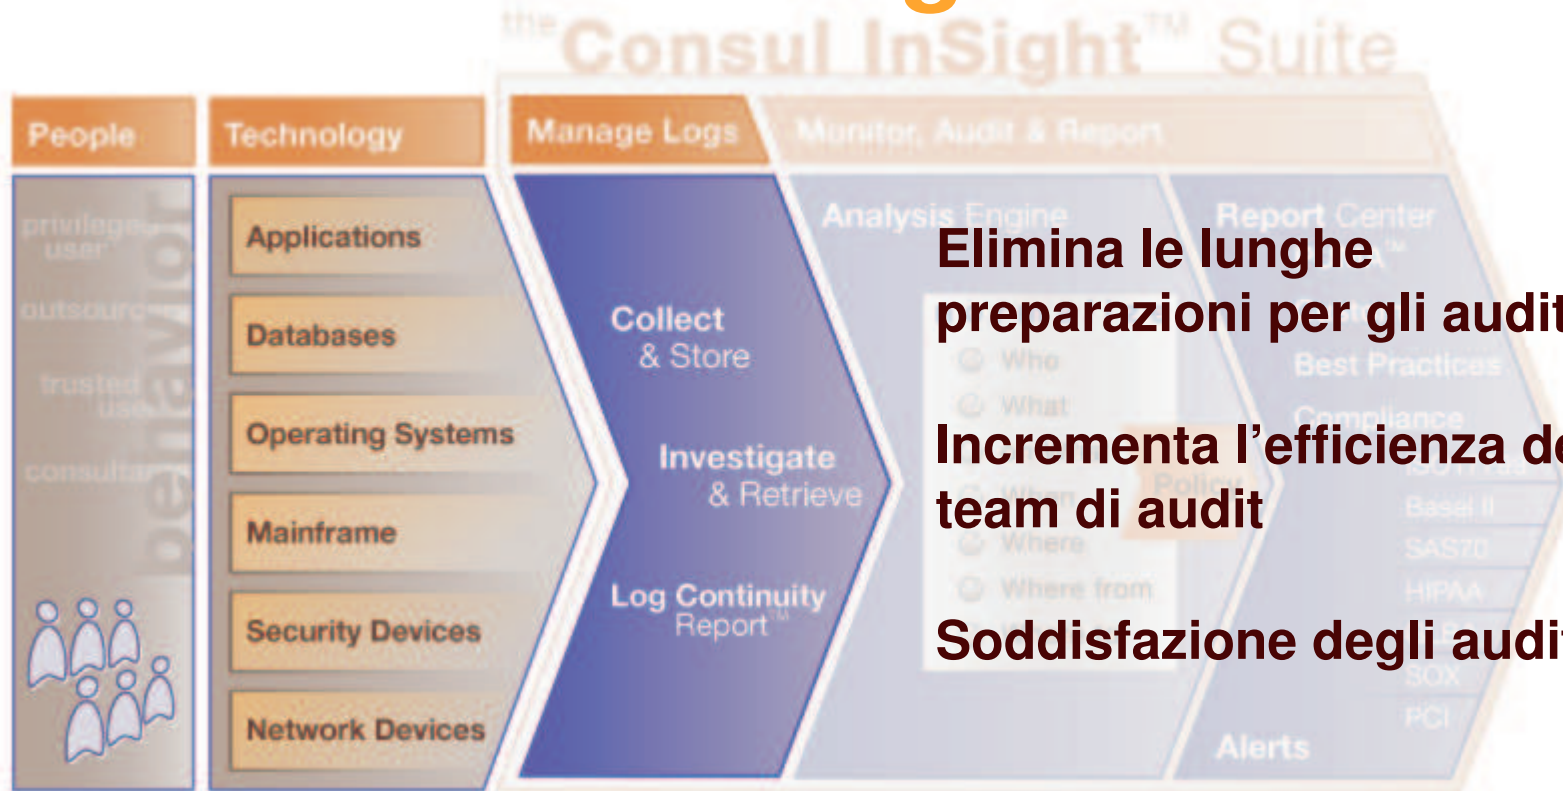 the Consul InSight™ Suite
People
Technology
Manage Logs
Monitor, Audit & Report
privileged
user
outsourcer
trusted
user
consultant
behavior
Applications
Databases
Operating Systems
Mainframe
Security Devices
Network Devices
Collect
& Store
Investigate
& Retrieve
Log Continuity
Report™
Analysis Engine
Who
What
When
Where
Where from
Policy
Report Center
Best Practices
Compliance
Basel II
SAS70
HIPAA
SOX
PCI
Alerts
Elimina le lunghe
preparazioni per gli audit
Incrementa l’efficienza de
team di audit
Soddisfazione degli audit